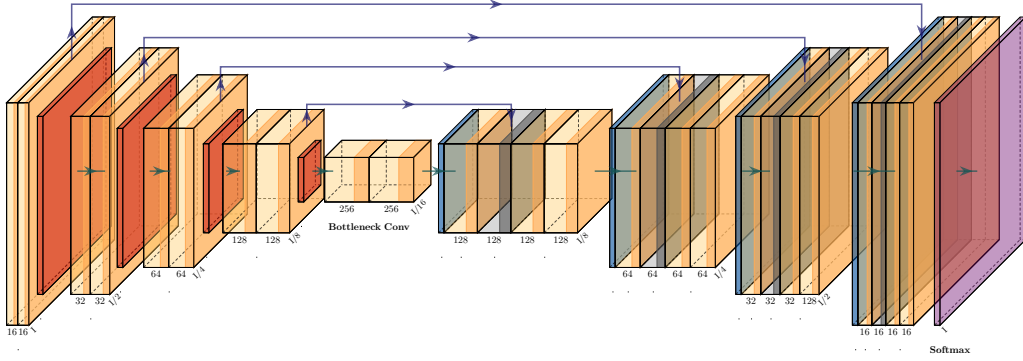 16 16 1
32 32 1/2
64 64 1/4
128 128 1/8
256 256 1/16
Bottleneck Conv
128 128 128 128 1/8
64 64 64 64 1/4
32 32 32 128 1/2
16 16 16 16
1
Softmax